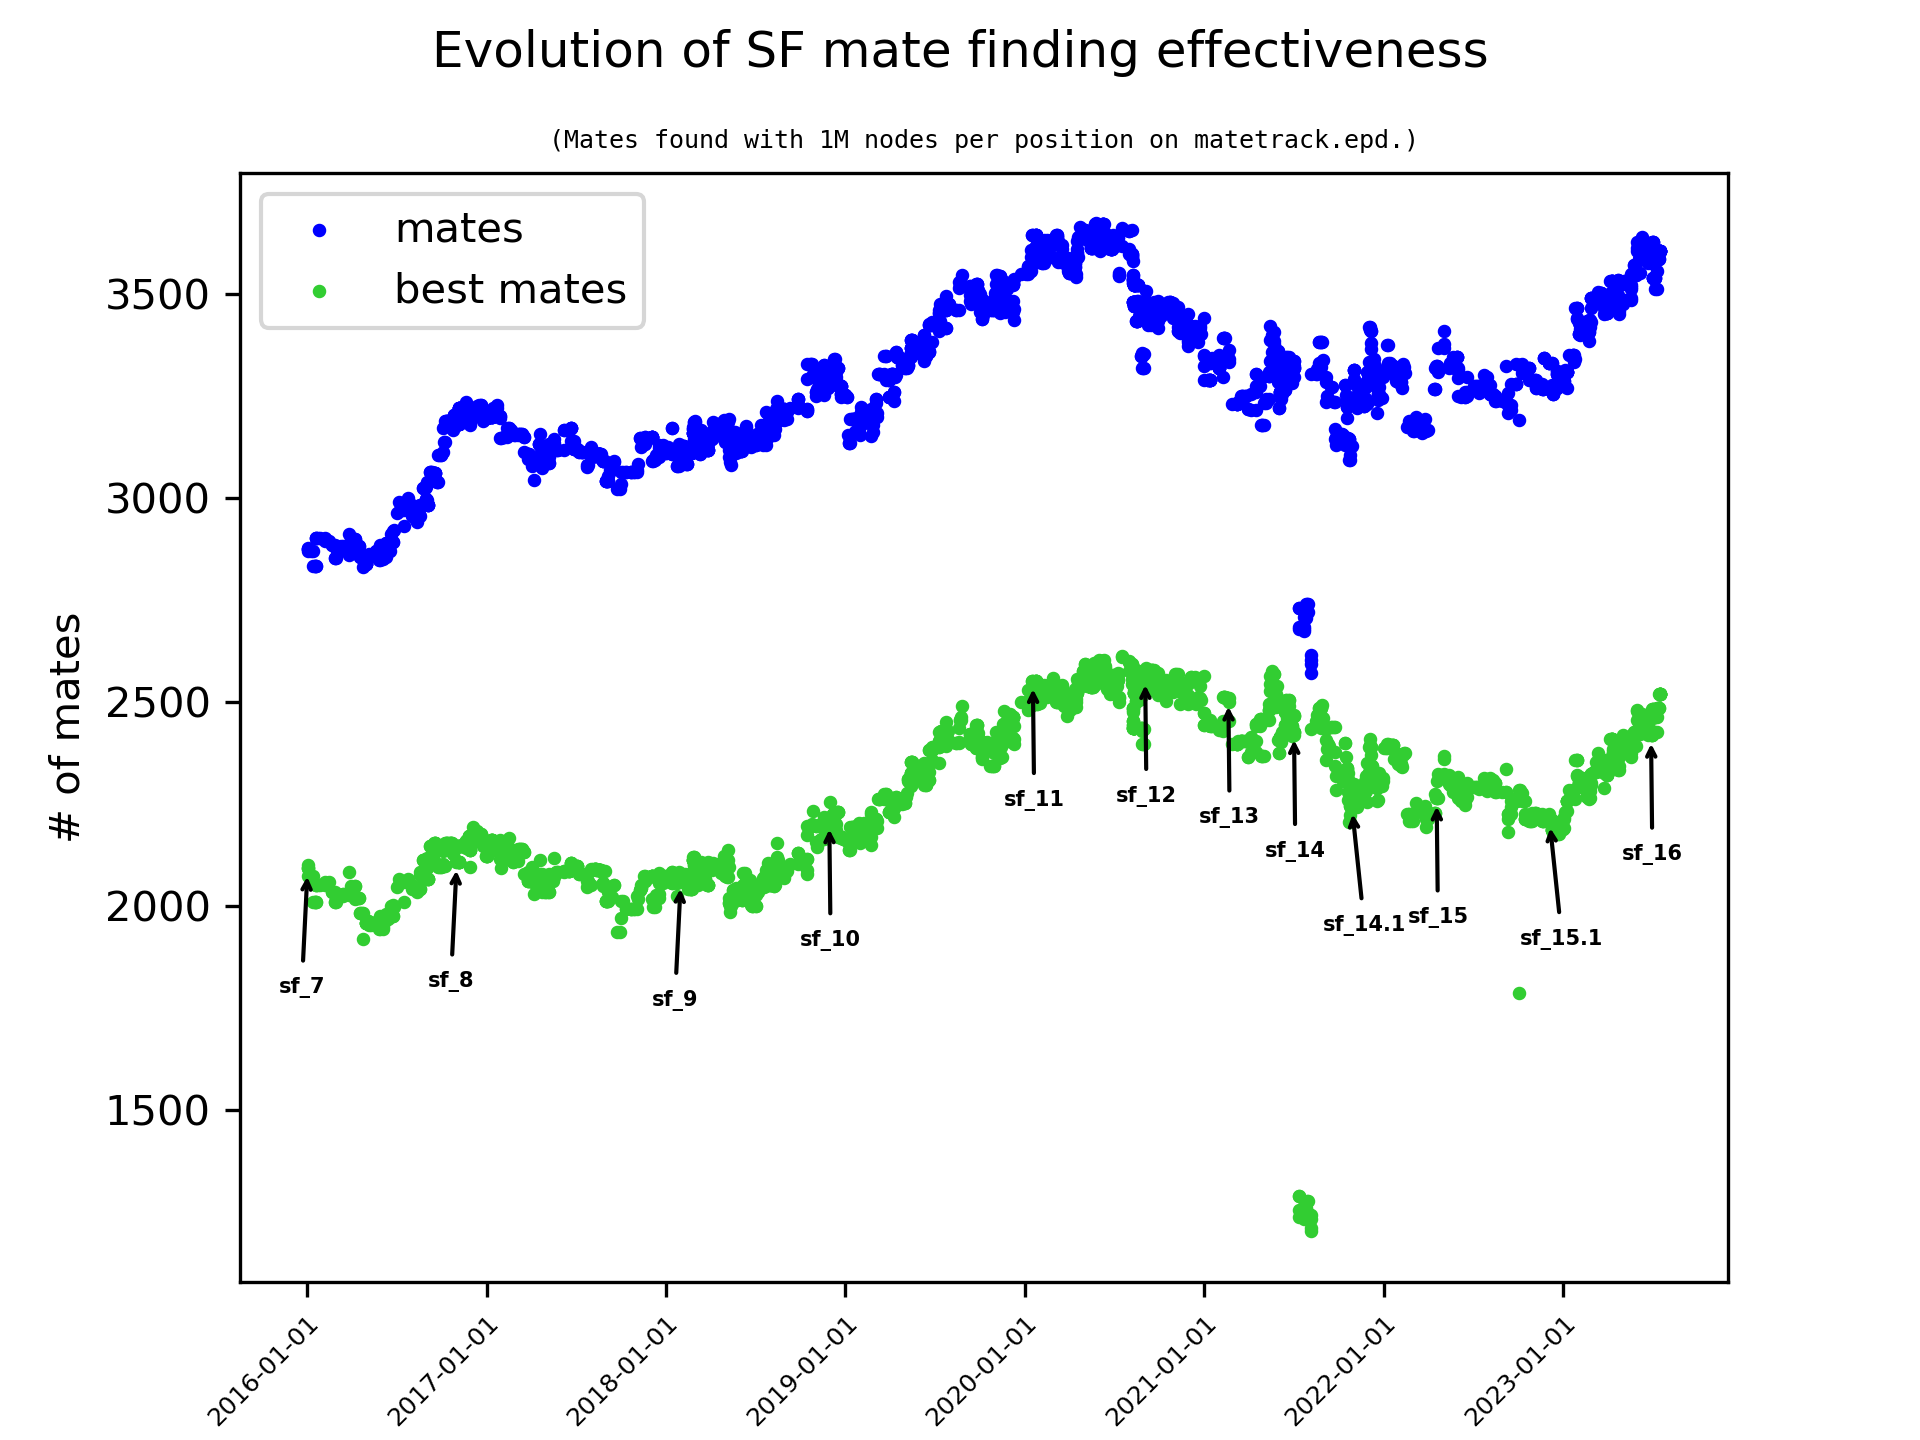 Evolution of SF mate finding effectiveness
(Mates found with 1M nodes per position on matetrack.epd.)
mates
best mates
# of mates
3500
3000
2500
2000
1500
sf_7
sf_8
sf_9
sf_10
sf_11
sf_12
sf_13
sf_14
sf_14.1
sf_15
sf_15.1
sf_16
2016-01-01
2017-01-01
2018-01-01
2019-01-01
2020-01-01
2021-01-01
2022-01-01
2023-01-01